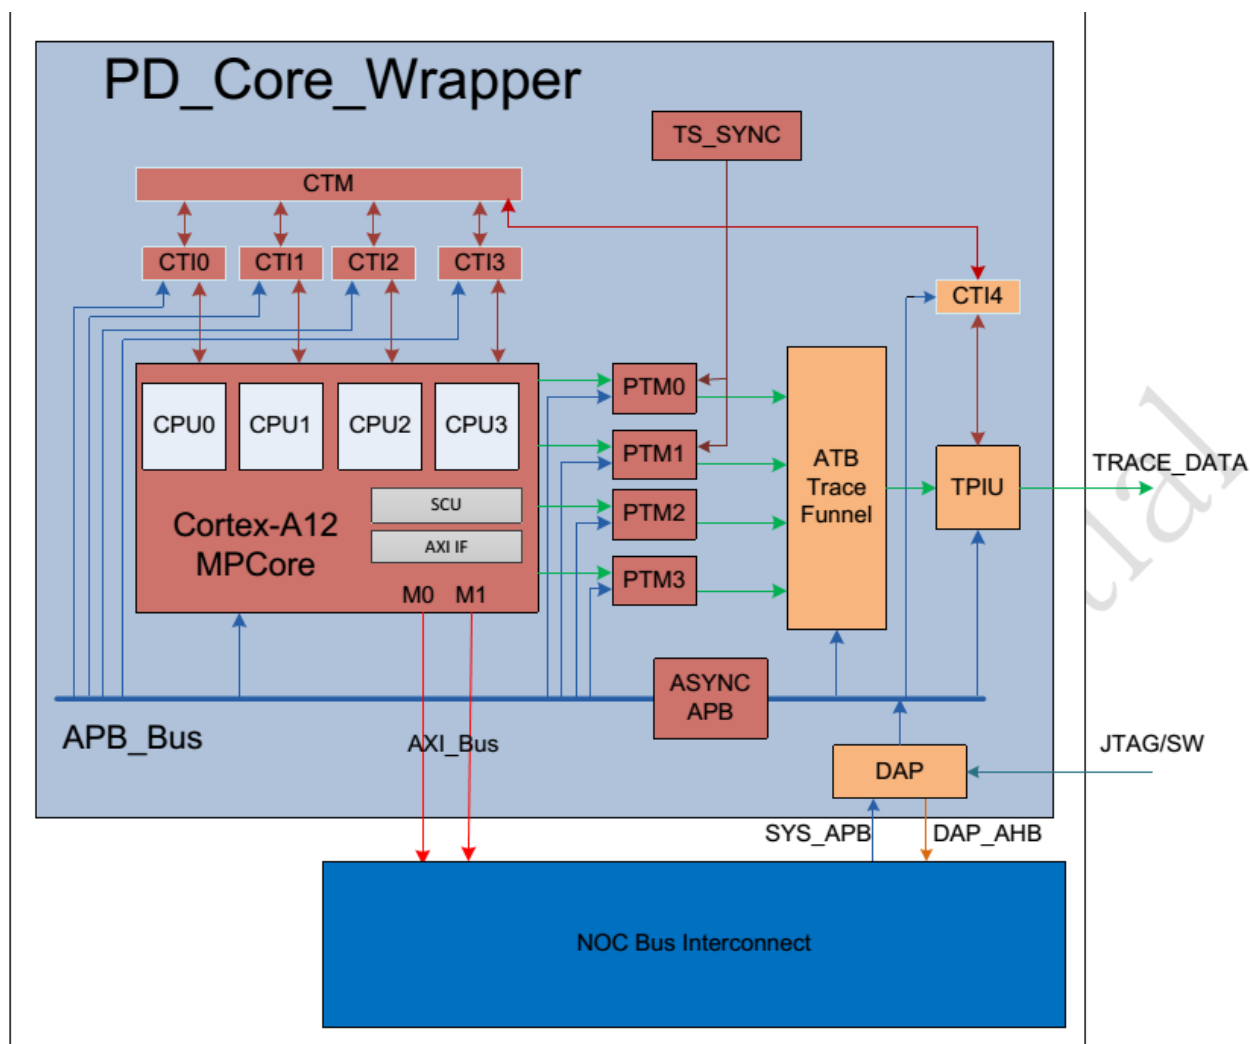 PD_Core_Wrapper
TS_SYNC
CTM
CTI0
CTI1
CTI2
CTI3
CTI4
CPU0
CPU1
CPU2
CPU3
PTM0
PTM1
PTM2
PTM3
SCU
AXI IF
Cortex-A12
MPCore
M0
M1
ATB
Trace
Funnel
TPIU
TRACE_DATA
ASYNC
APB
APB_Bus
AXI_Bus
DAP
JTAG/SW
SYS_APB
DAP_AHB
NOC Bus Interconnect